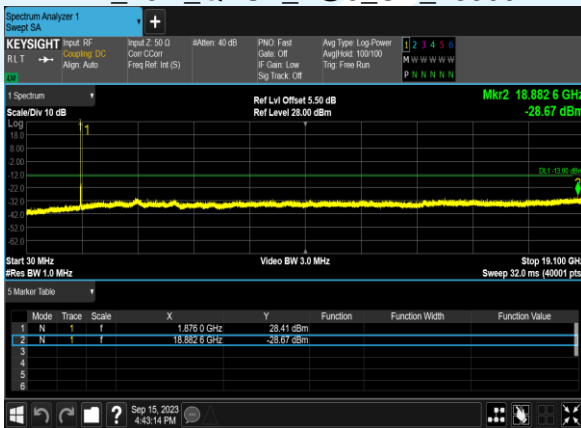 Spectrum Analyzer 1
Swept SA
KEYSIGHT Input: RF Input Z: 50 Ω #Atten: 40 dB PNO: Fast Avg Type: Log-Power 1 2 3 4 5 6
RLT Coupling: DC Corr CCorr Gate: Off Avg|Hold: 100/100 M W W W W W
Align: Auto Freq Ref: Int (S) IF Gain: Low Trig: Free Run
Sig Track: Off P N N N N N
1 Spectrum Ref Lvl Offset 5.50 dB Mkr2 18.882 6 GHz
Scale/Div 10 dB Ref Level 28.00 dBm -28.67 dBm
Log
18.0 1
8.00
-2.00
-12.0 DL1 -13.00 dBm
-22.0
-32.0
-42.0
-52.0
-62.0
Start 30 MHz Video BW 3.0 MHz Stop 19.100 GHz
#Res BW 1.0 MHz Sweep 32.0 ms (40001 pts
5 Marker Table
Mode Trace Scale X Y Function Function Width Function Value
1 N 1 f 1.876 0 GHz 28.41 dBm
2 N 1 f 18.882 6 GHz -28.67 dBm
3
4
5
6
? Sep 15, 2023
4:43:14 PM